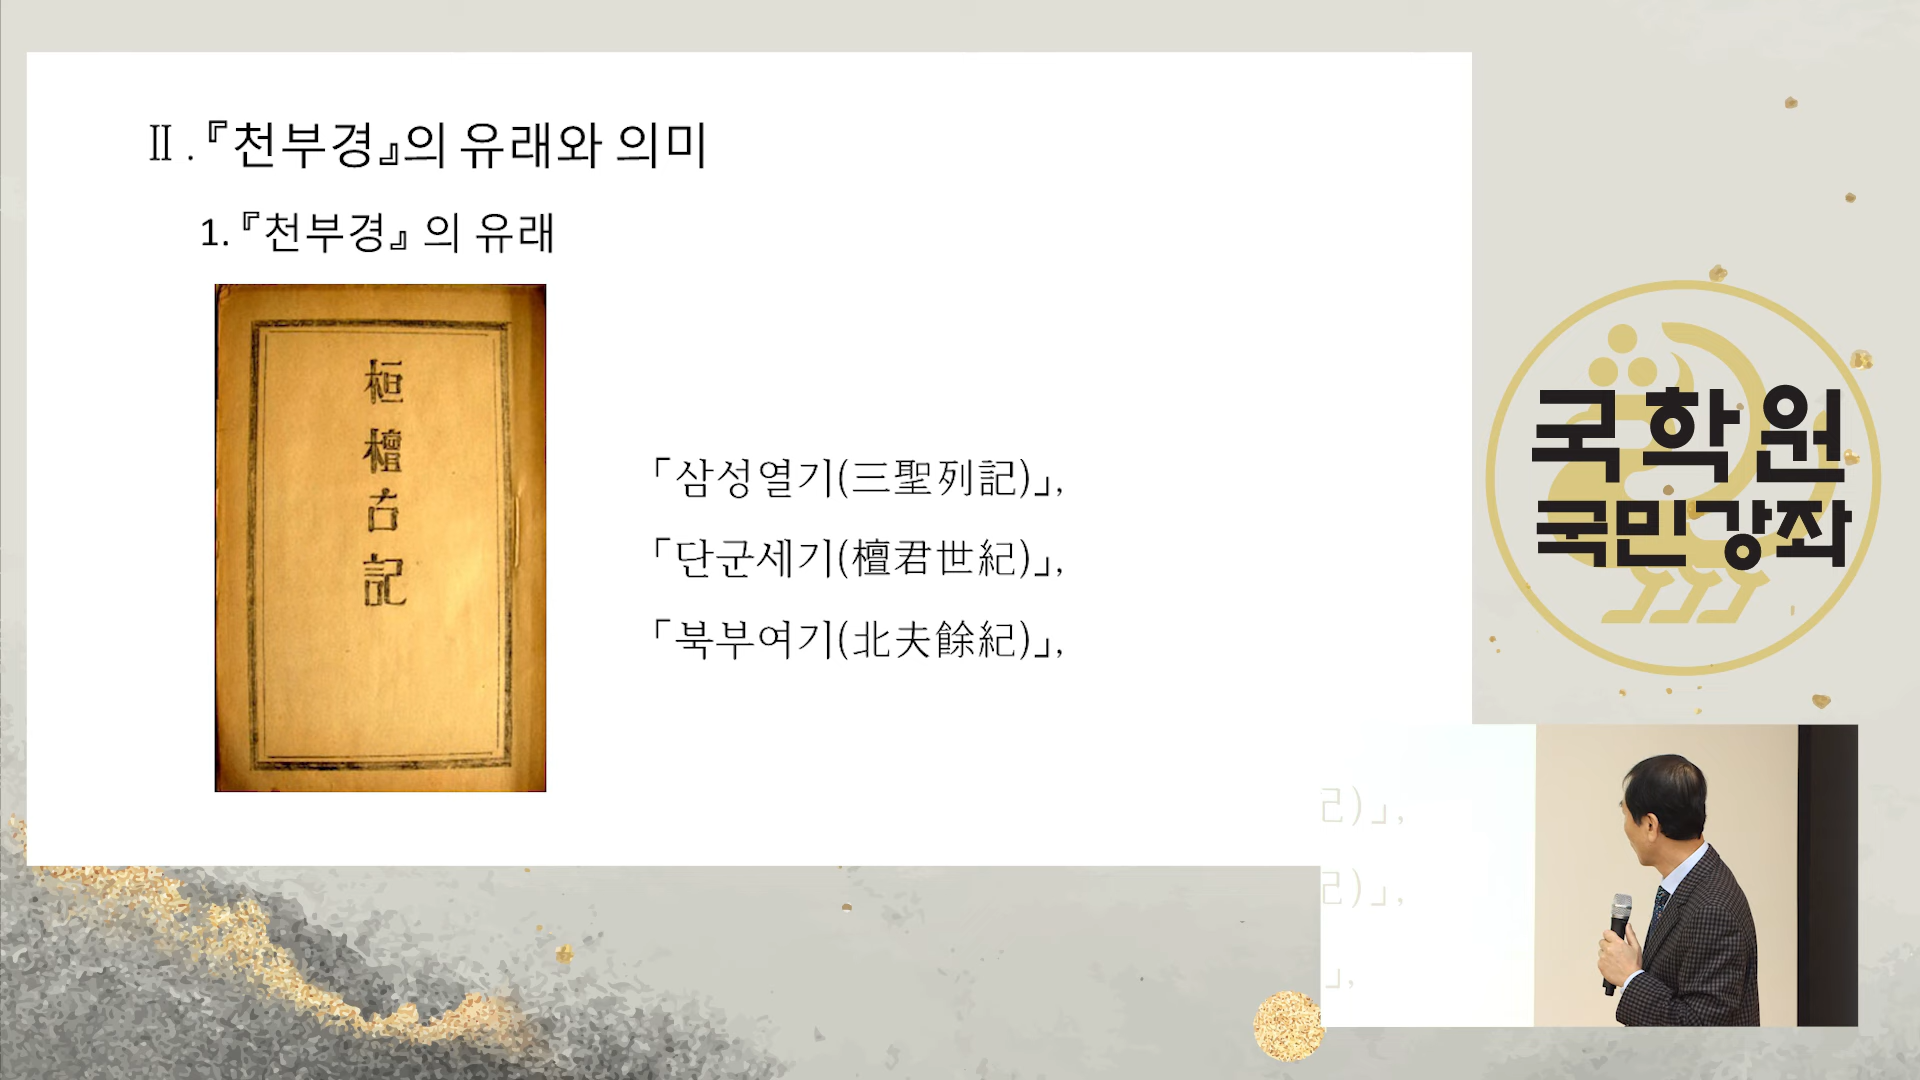 Ⅱ. 『천부경』의 유래와 의미
1. 『천부경』 의 유래
桓檀古記
「삼성열기(三聖列記)」,
「단군세기(檀君世紀)」,
「북부여기(北夫餘紀)」,
국학원
국민강좌
기)」,
기)」,
」,